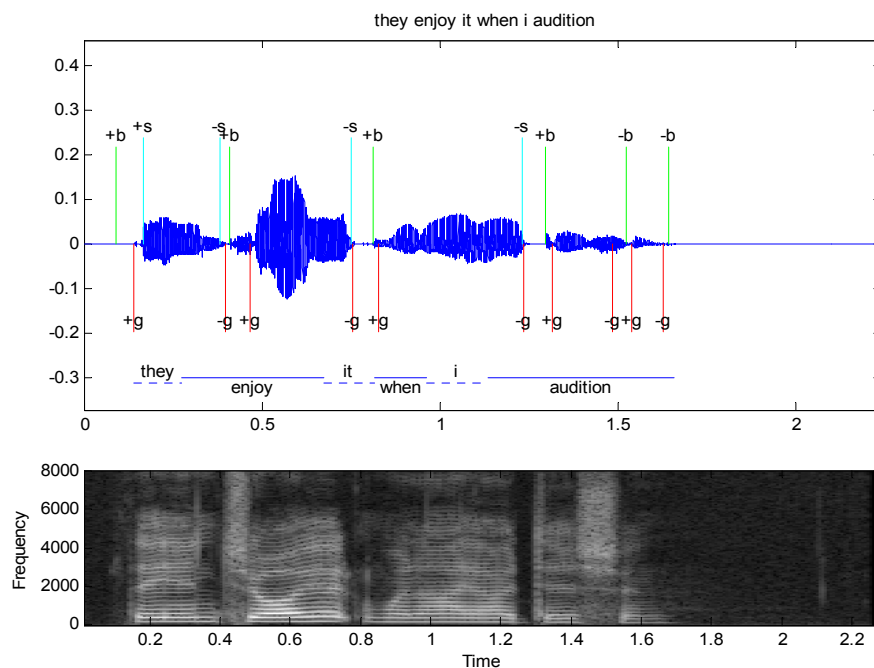 they enjoy it when i audition
0.4
0.3
0.2
0.1
0
-0.1
-0.2
-0.3
+b +s -s +b -s +b -s +b -b -b
+g -g +g -g +g -g +g -g +g -g
they it i
enjoy when audition
0 0.5 1 1.5 2
8000
6000
4000
2000
0
Frequency
0.2 0.4 0.6 0.8 1 1.2 1.4 1.6 1.8 2 2.2
Time